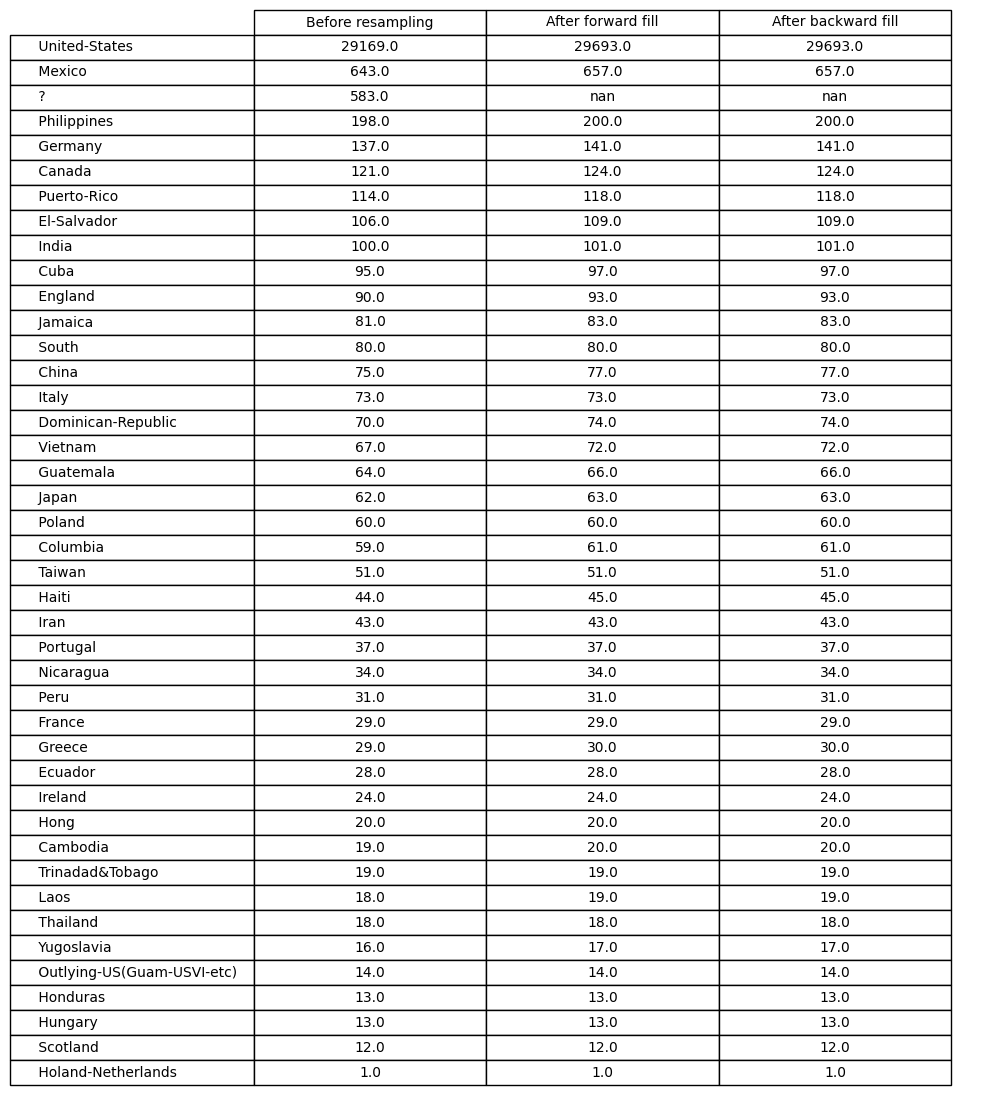 Before resampling After forward fill After backward fill
United-States 29169.0 29693.0 29693.0
Mexico 643.0 657.0 657.0
? 583.0 nan nan
Philippines 198.0 200.0 200.0
Germany 137.0 141.0 141.0
Canada 121.0 124.0 124.0
Puerto-Rico 114.0 118.0 118.0
El-Salvador 106.0 109.0 109.0
India 100.0 101.0 101.0
Cuba 95.0 97.0 97.0
England 90.0 93.0 93.0
Jamaica 81.0 83.0 83.0
South 80.0 80.0 80.0
China 75.0 77.0 77.0
Italy 73.0 73.0 73.0
Dominican-Republic 70.0 74.0 74.0
Vietnam 67.0 72.0 72.0
Guatemala 64.0 66.0 66.0
Japan 62.0 63.0 63.0
Poland 60.0 60.0 60.0
Columbia 59.0 61.0 61.0
Taiwan 51.0 51.0 51.0
Haiti 44.0 45.0 45.0
Iran 43.0 43.0 43.0
Portugal 37.0 37.0 37.0
Nicaragua 34.0 34.0 34.0
Peru 31.0 31.0 31.0
France 29.0 29.0 29.0
Greece 29.0 30.0 30.0
Ecuador 28.0 28.0 28.0
Ireland 24.0 24.0 24.0
Hong 20.0 20.0 20.0
Cambodia 19.0 20.0 20.0
Trinadad&Tobago 19.0 19.0 19.0
Laos 18.0 19.0 19.0
Thailand 18.0 18.0 18.0
Yugoslavia 16.0 17.0 17.0
Outlying-US(Guam-USVI-etc) 14.0 14.0 14.0
Honduras 13.0 13.0 13.0
Hungary 13.0 13.0 13.0
Scotland 12.0 12.0 12.0
Holand-Netherlands 1.0 1.0 1.0